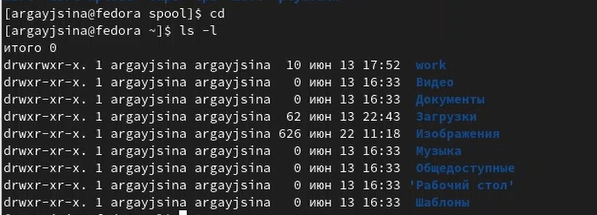 [argayjsina@fedora spool]$ cd
[argayjsina@fedora ~]$ ls -l
итого 0
drwxrwxr-x. 1 argayjsina argayjsina  10 июн 13 17:52  work
drwxr-xr-x. 1 argayjsina argayjsina   0 июн 13 16:33  Видео
drwxr-xr-x. 1 argayjsina argayjsina   0 июн 13 16:33  Документы
drwxr-xr-x. 1 argayjsina argayjsina  62 июн 13 22:43  Загрузки
drwxr-xr-x. 1 argayjsina argayjsina 626 июн 22 11:18  Изображения
drwxr-xr-x. 1 argayjsina argayjsina   0 июн 13 16:33  Музыка
drwxr-xr-x. 1 argayjsina argayjsina   0 июн 13 16:33  Общедоступные
drwxr-xr-x. 1 argayjsina argayjsina   0 июн 13 16:33 'Рабочий стол'
drwxr-xr-x. 1 argayjsina argayjsina   0 июн 13 16:33  Шаблоны